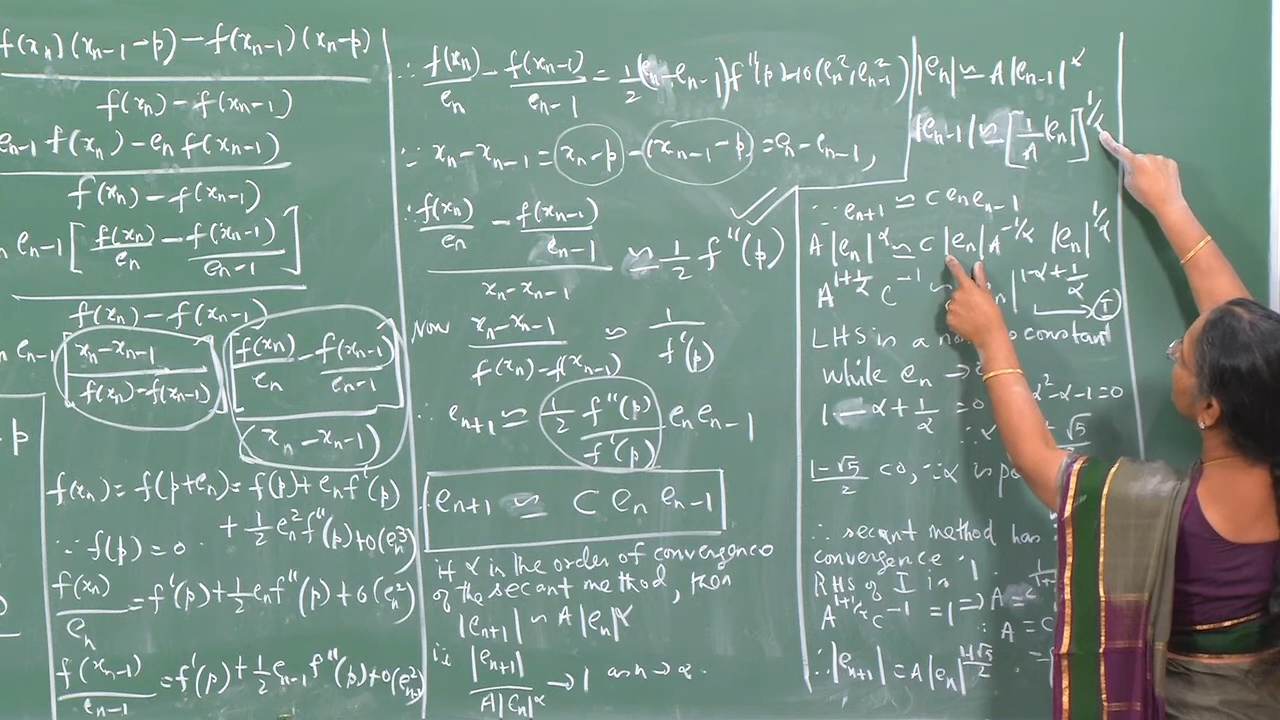 f(xₙ)(xₙ₋₁-p) - f(xₙ₋₁)(xₙ-p)
f(xₙ) - f(xₙ₋₁)
eₙ₋₁ f(xₙ) - eₙ f(xₙ₋₁)
f(xₙ) - f(xₙ₋₁)
eₙ₋₁ [ f(xₙ)/eₙ - f(xₙ₋₁)/eₙ₋₁ ]
f(xₙ) - f(xₙ₋₁)
eₙ₋₁ [ xₙ-xₙ₋₁ / f(xₙ)-f(xₙ₋₁) ] [ f(xₙ)/eₙ - f(xₙ₋₁)/eₙ₋₁ / (xₙ-xₙ₋₁) ]
p
f(xₙ) = f(p+eₙ) = f(p) + eₙ f'(p)
+ 1/2 eₙ² f''(p) + O(eₙ³)
∵ f(p) = 0
f(xₙ)/eₙ = f'(p) + 1/2 eₙ f''(p) + O(eₙ²)
f(xₙ₋₁)/eₙ₋₁ = f'(p) + 1/2 eₙ₋₁ f''(p) + O(eₙ₋₁²)
∴ f(xₙ)/eₙ - f(xₙ₋₁)/eₙ₋₁ = 1/2 (eₙ-eₙ₋₁) f''(p) + O(eₙ², eₙ₋₁²)
∵ xₙ-xₙ₋₁ = (xₙ-p) - (xₙ₋₁-p) = eₙ-eₙ₋₁,
∴ f(xₙ)/eₙ - f(xₙ₋₁)/eₙ₋₁ / xₙ-xₙ₋₁ ≃ 1/2 f''(p)
Now xₙ-xₙ₋₁ / f(xₙ)-f(xₙ₋₁) ≃ 1/f'(p)
∴ eₙ₊₁ ≃ 1/2 f''(p)/f'(p) eₙ eₙ₋₁
eₙ₊₁ ≃ C eₙ eₙ₋₁
if α is the order of convergence
of the secant method, then
|eₙ₊₁| ~ A|eₙ|^α
ie |eₙ₊₁| / A|eₙ|^α → 1 as n → α.
|eₙ| ≃ A|eₙ₋₁|^α
|eₙ₋₁| ≃ [1/A |eₙ|]^1/α
∵ eₙ₊₁ ≃ C eₙ eₙ₋₁
A|eₙ|^α ≃ C |eₙ| A^-1/α |eₙ|^1/α
A^1+1/α C^-1 ≃ |^1-α+1/α → I
LHS is a constant
while eₙ →
1-α+1/α = 0 α²-α-1=0
∴ α √5/2
1-√5/2 <0, ∵ α is
∴ secant method has
convergence
RHS of I is 1.
A^1+1/α C^-1 = 1 ⇒ A =
∴ A = C
∴ |eₙ₊₁| = A|eₙ|^1+√5/2